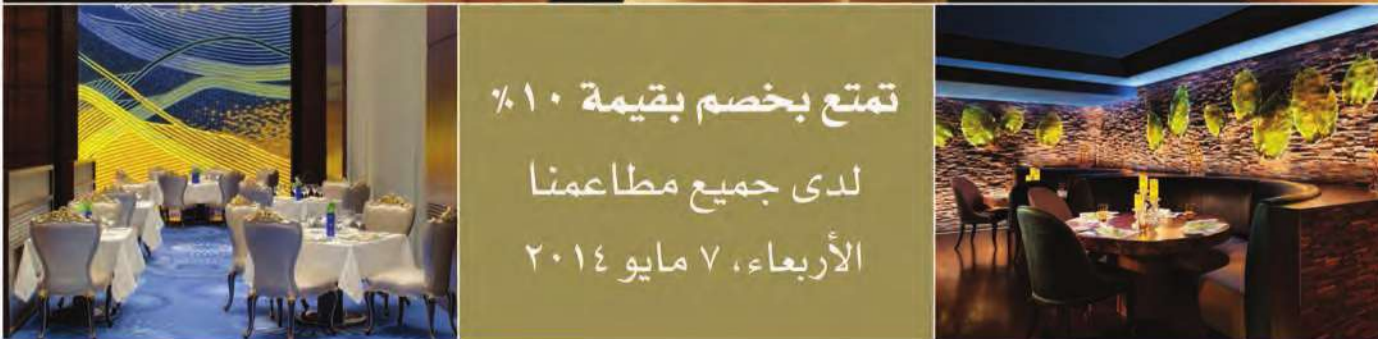 تمتع بخصم بقيمة ١٠%
لدى جميع مطاعمنا
الأربعاء، ٧ مايو ٢٠١٤